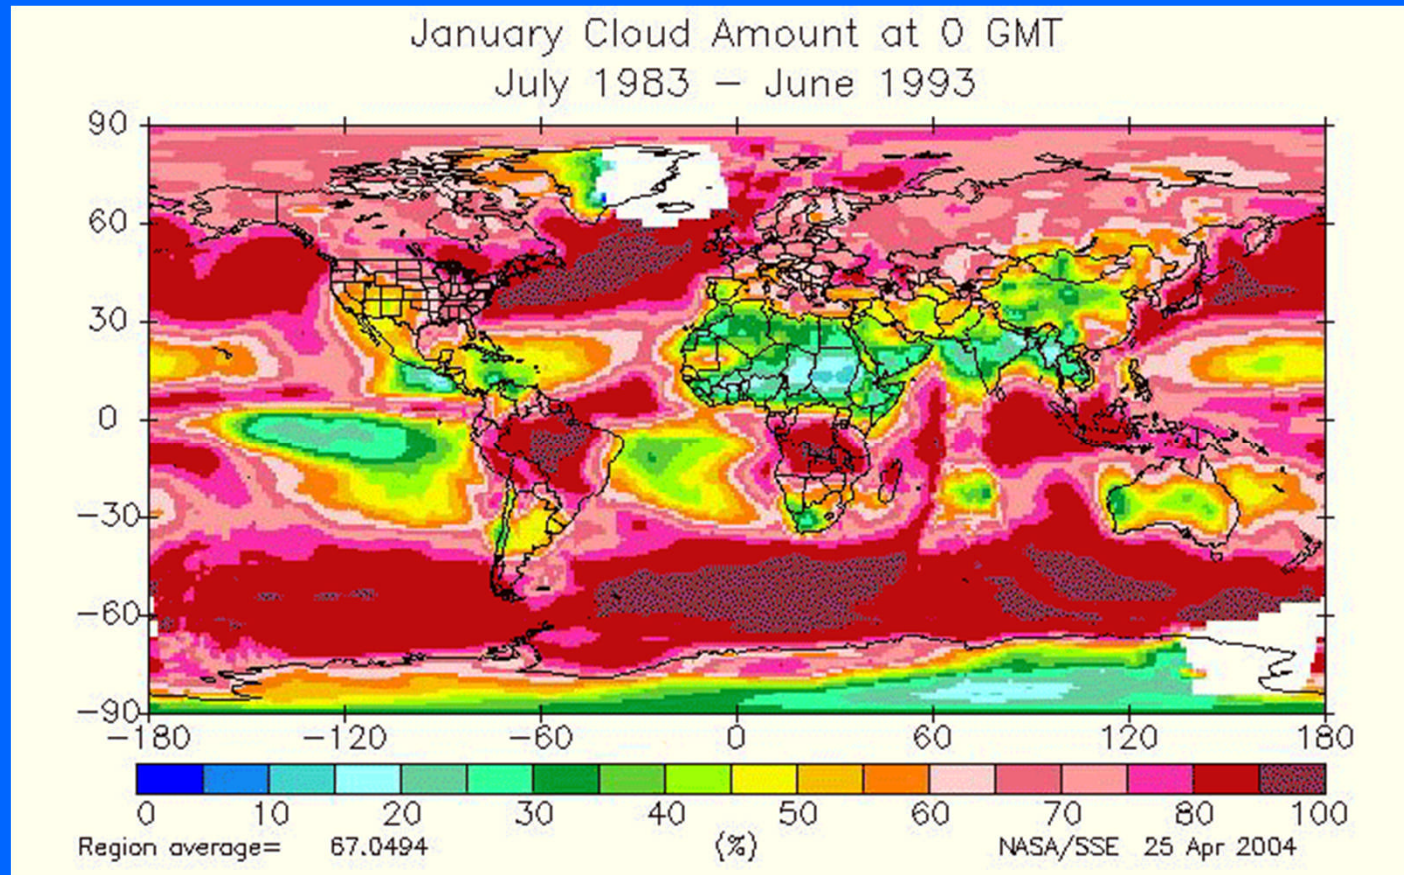 January Cloud Amount at 0 GMT
July 1983 – June 1993
90
60
30
0
−30
−60
−90
−180 −120 −60 0 60 120 180
0 10 20 30 40 50 60 70 80 100
Region average= 67.0494 (%) NASA/SSE 25 Apr 2004